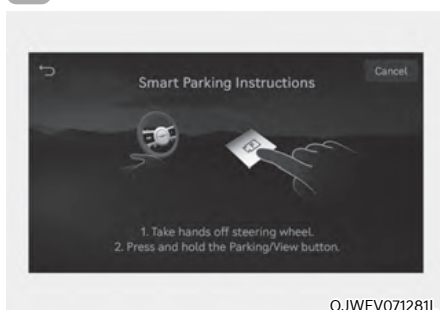 Smart Parking Instructions
Cancel
1. Take hands off steering wheel.
2. Press and hold the Parking/View button.
OJWEV071281L